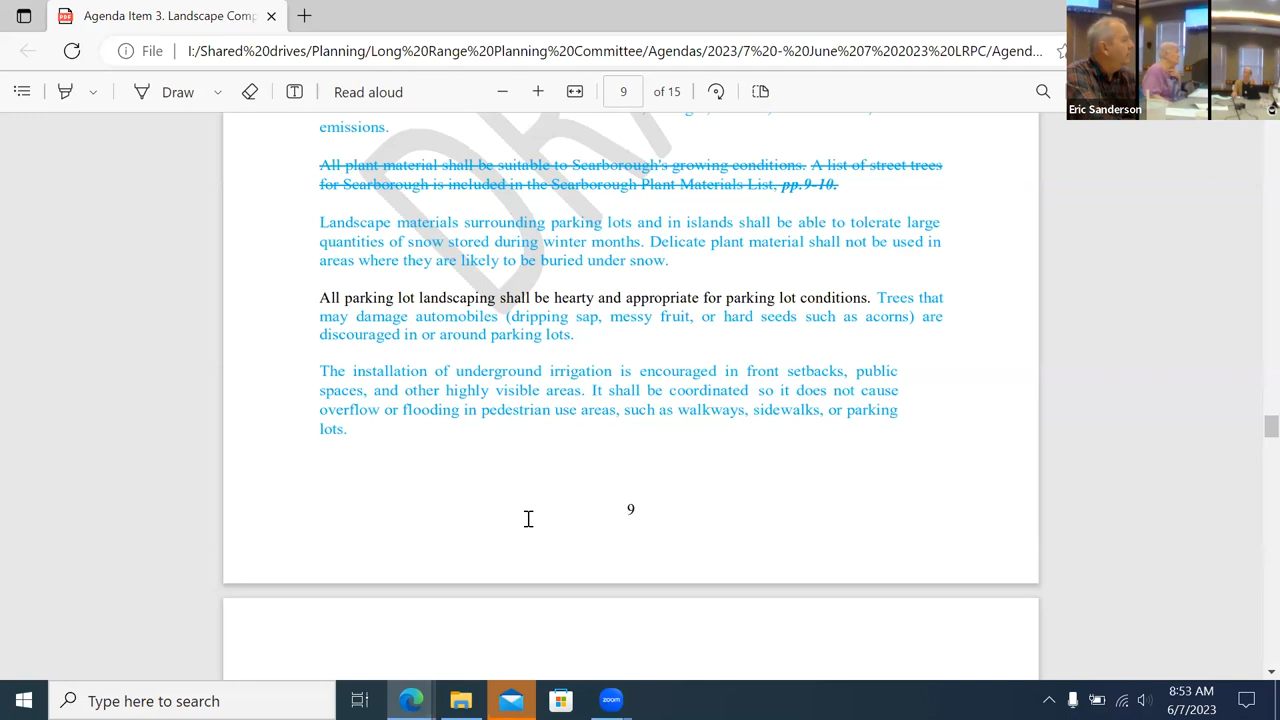 Agenda Item 3. Landscape Comp
File
I:/Shared%20drives/Planning/Long%20Range%20Planning%20Committee/Agendas/2023/7%20-%20June%207%202023%20LRPC/Agend...
Draw
Read aloud
9
of 15
Eric Sanderson
emissions.
All plant material shall be suitable to Scarborough's growing conditions. A list of street trees
for Scarborough is included in the Scarborough Plant Materials List, pp.9-10.
Landscape materials surrounding parking lots and in islands shall be able to tolerate large
quantities of snow stored during winter months. Delicate plant material shall not be used in
areas where they are likely to be buried under snow.
All parking lot landscaping shall be hearty and appropriate for parking lot conditions. Trees that
may damage automobiles (dripping sap, messy fruit, or hard seeds such as acorns) are
discouraged in or around parking lots.
The installation of underground irrigation is encouraged in front setbacks, public
spaces, and other highly visible areas. It shall be coordinated so it does not cause
overflow or flooding in pedestrian use areas, such as walkways, sidewalks, or parking
lots.
9
Type here to search
zoom
8:53 AM
6/7/2023